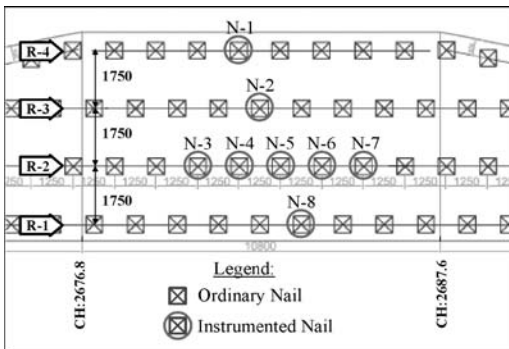 N-1
R-4
1750
N-2
R-3
1750
N-3 N-4 N-5 N-6 N-7
R-2
1250 1250 1250 1250 1250 1250 1250 1250 1250 1250
1750
N-8
R-1
10800
CH:2676.8
CH:2687.6
Legend:
Ordinary Nail
Instrumented Nail